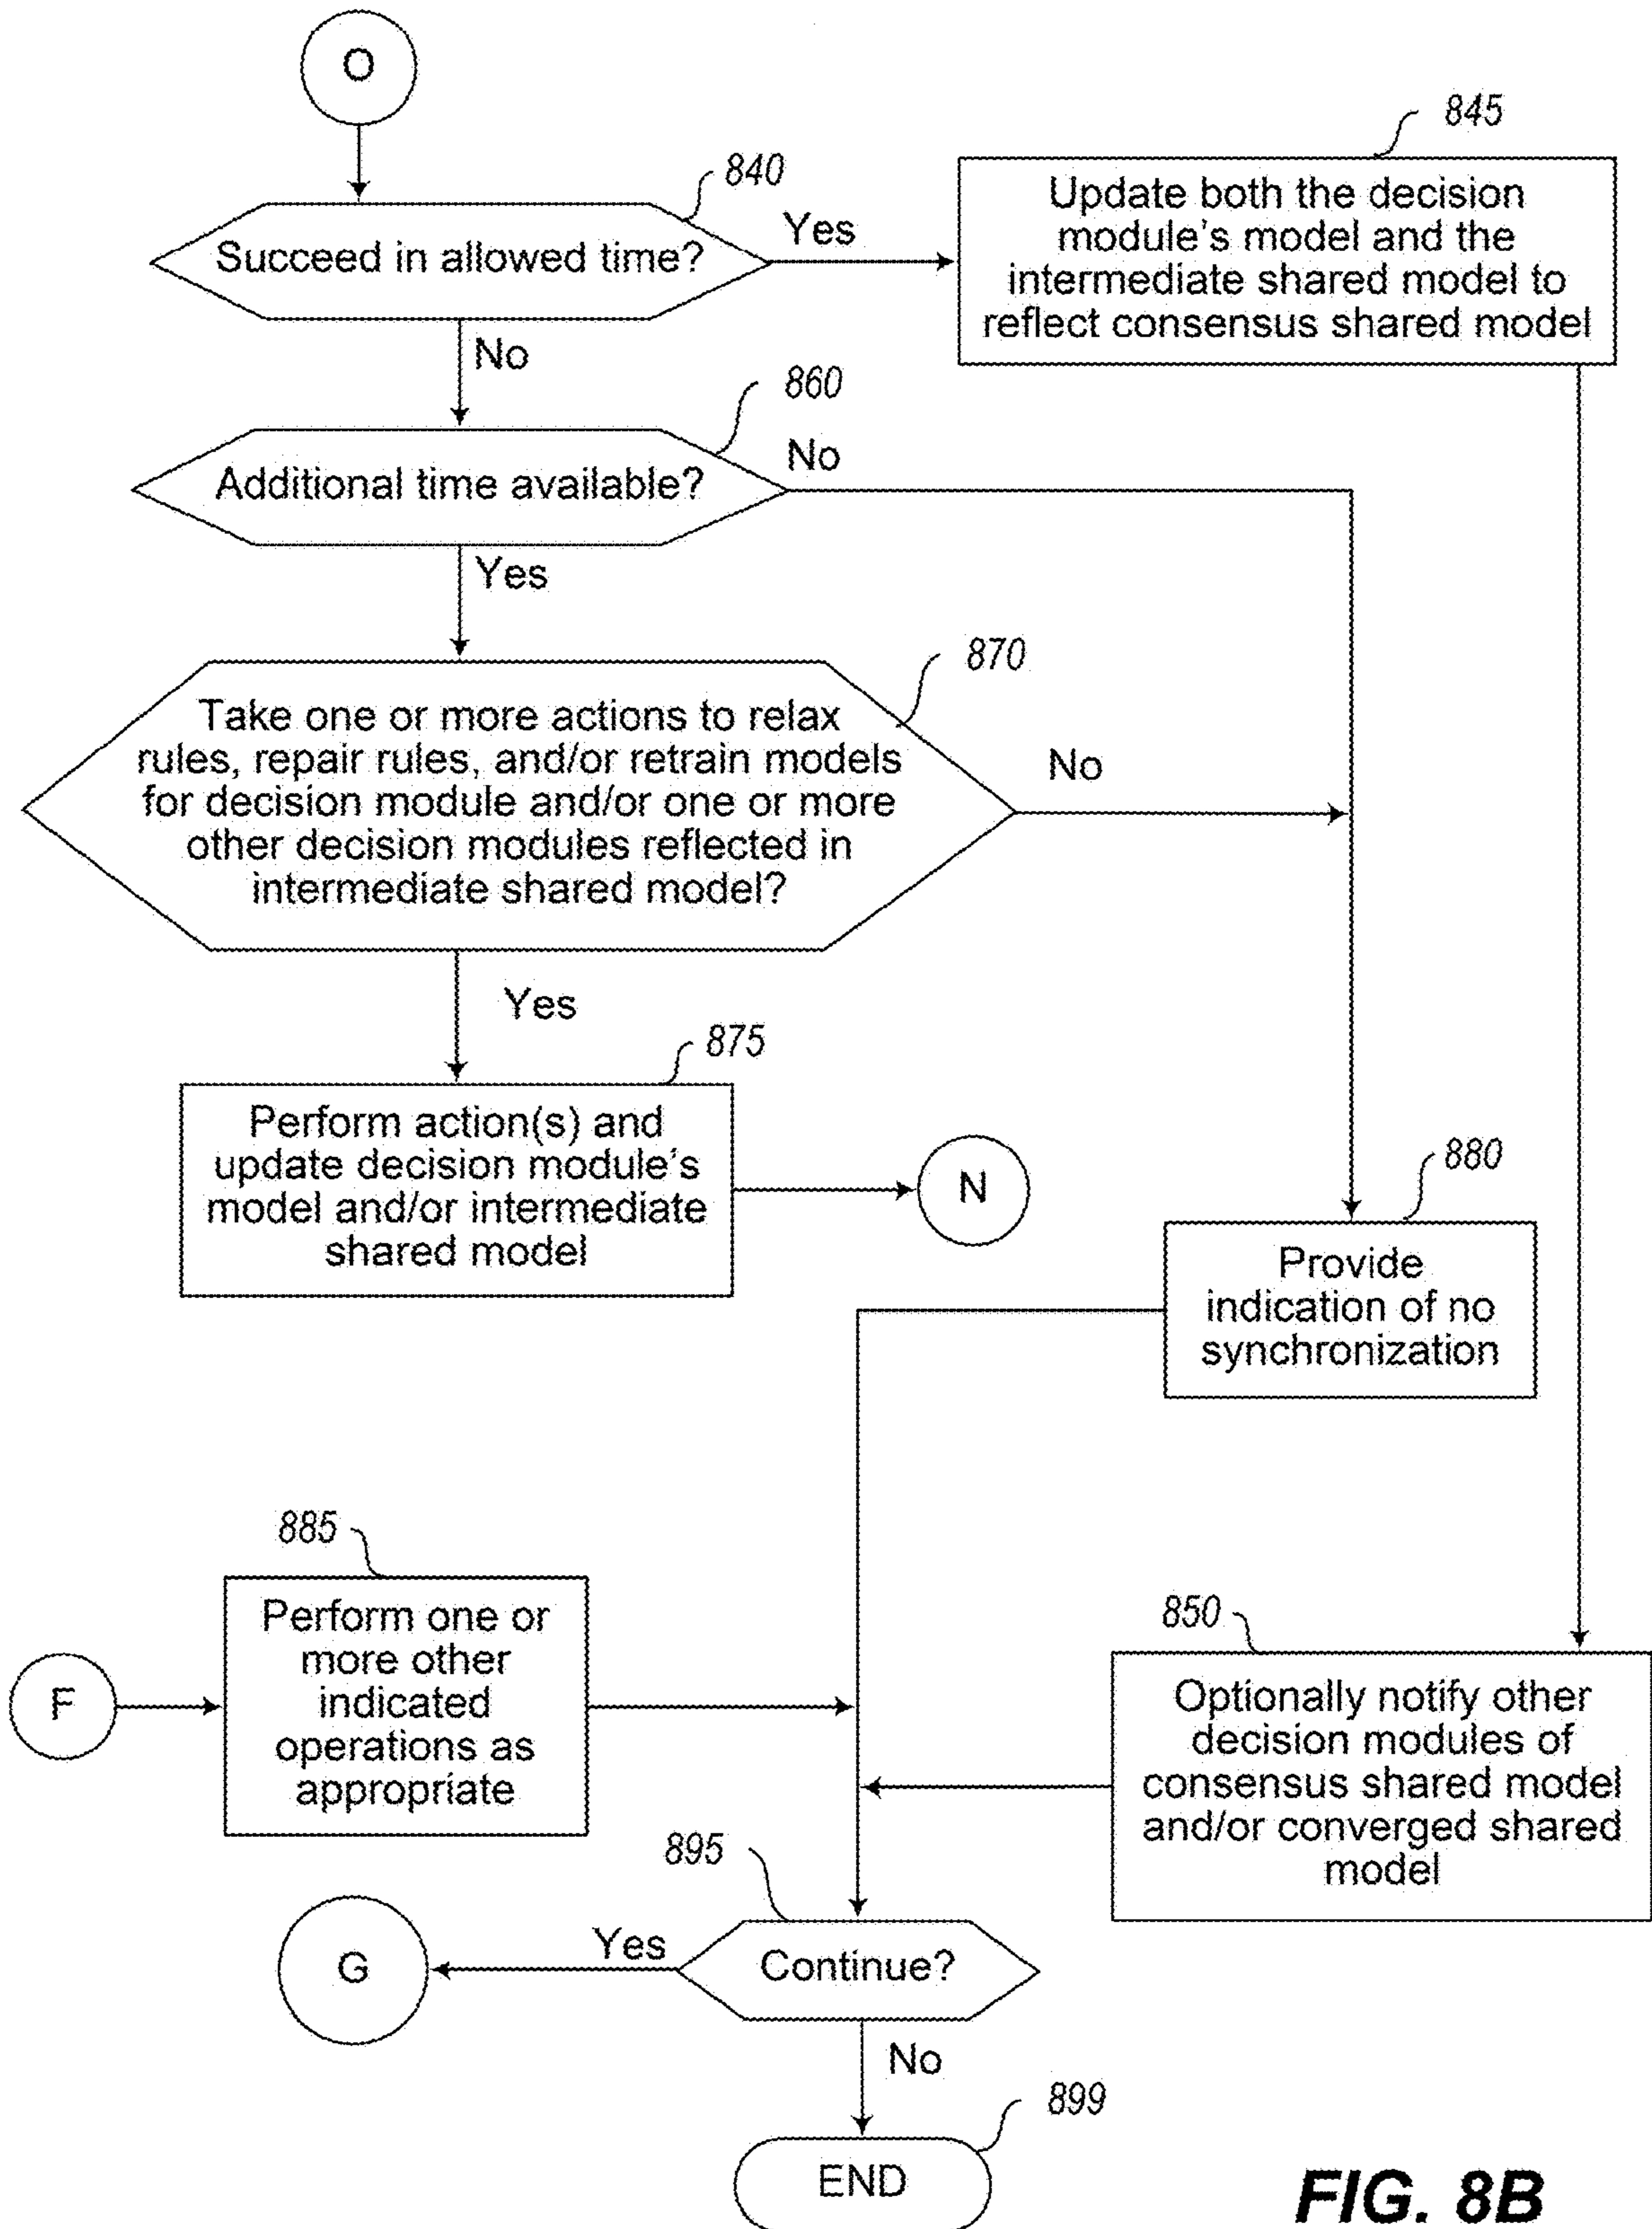 O
840
Succeed in allowed time?
Yes
845
Update both the decision
module's model and the
intermediate shared model to
reflect consensus shared model
No
860
Additional time available?
No
Yes
870
Take one or more actions to relax
rules, repair rules, and/or retrain models
for decision module and/or one or more
other decision modules reflected in
intermediate shared model?
No
Yes
875
Perform action(s) and
update decision module's
model and/or intermediate
shared model
N
880
Provide
indication of no
synchronization
885
Perform one or
more other
indicated
operations as
appropriate
F
850
Optionally notify other
decision modules of
consensus shared model
and/or converged shared
model
895
Continue?
Yes
G
No
899
END
FIG. 8B